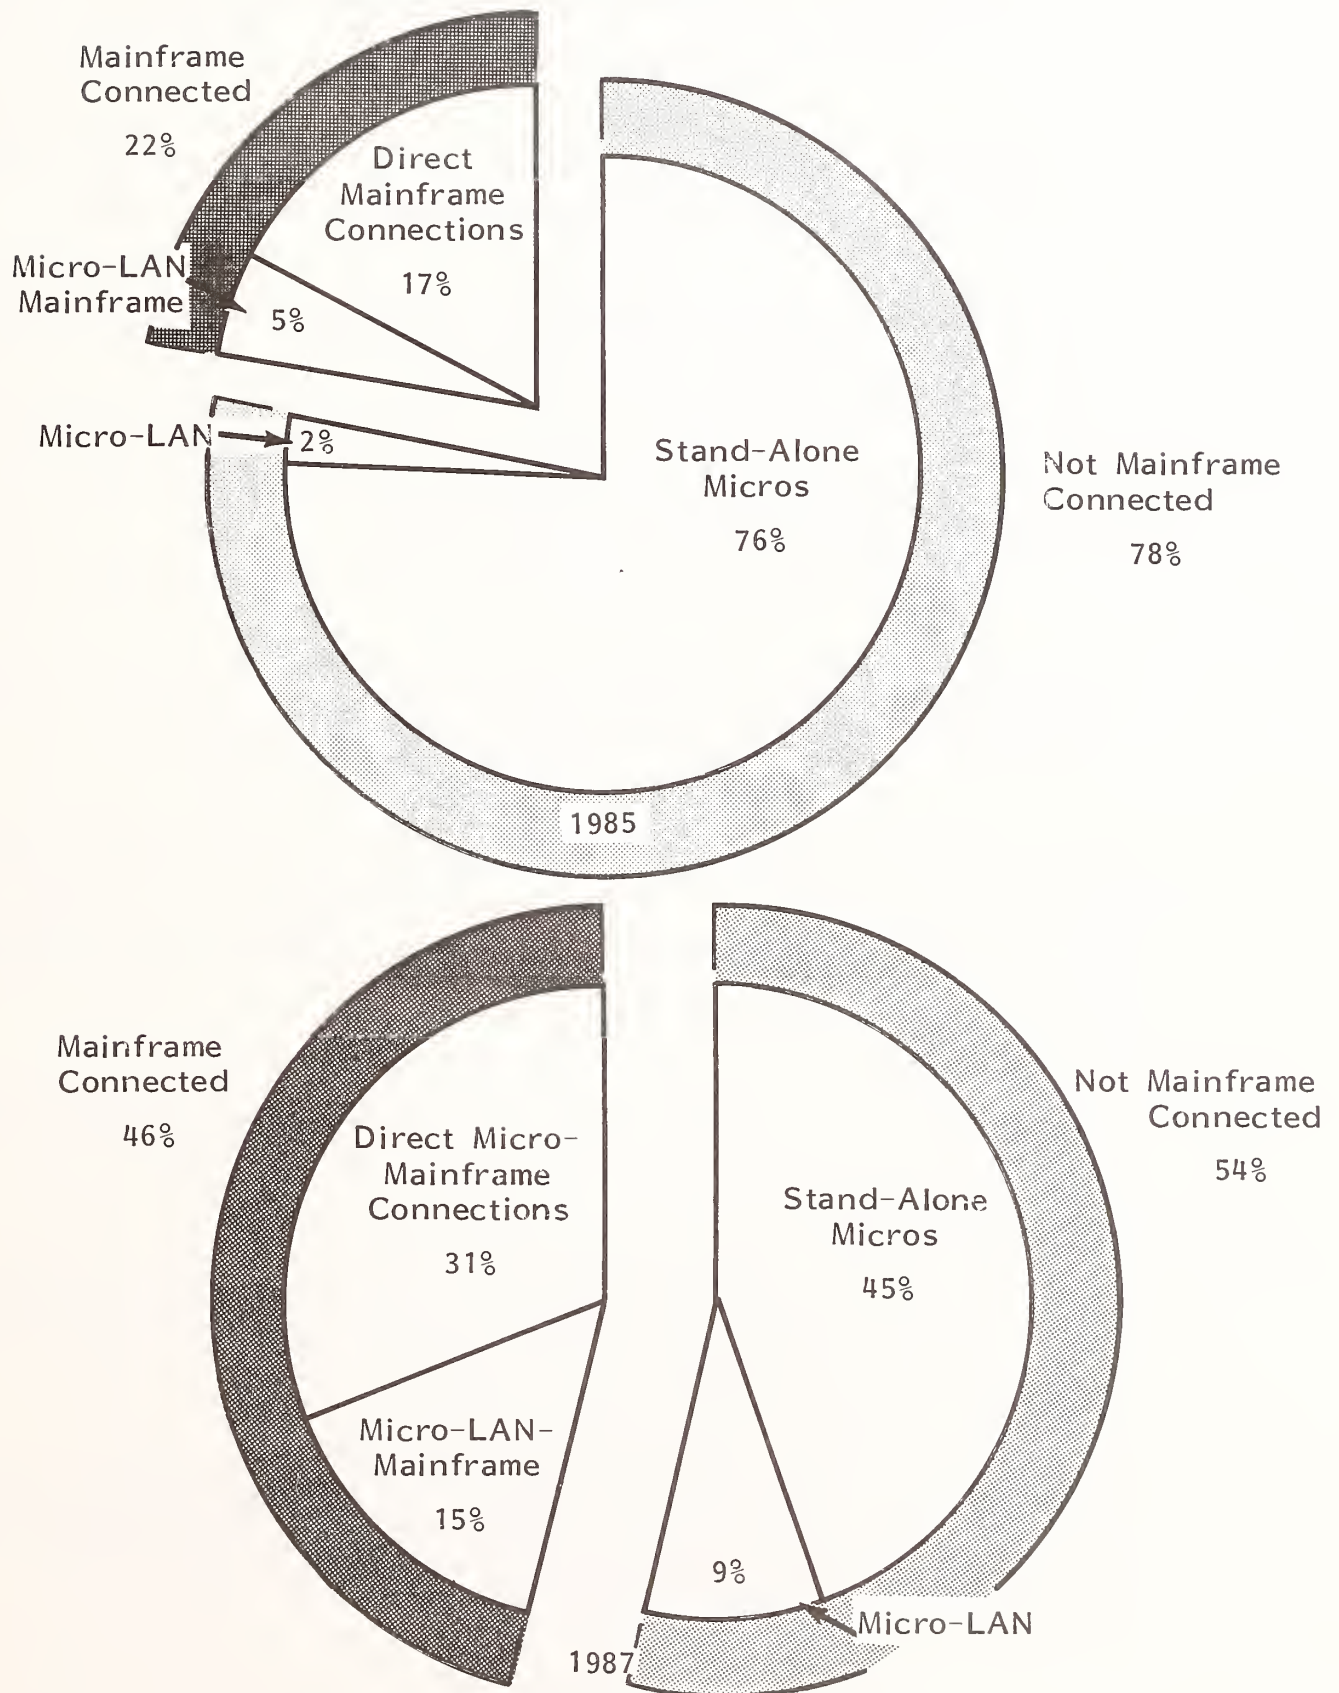 Mainframe
Connected
22%
Direct
Mainframe
Connections
17%
Micro-LAN
Mainframe
5%
Micro-LAN
2%
Stand-Alone
Micros
76%
Not Mainframe
Connected
78%
1985
Mainframe
Connected
46%
Direct Micro-
Mainframe
Connections
31%
Micro-LAN-
Mainframe
15%
Not Mainframe
Connected
54%
Stand-Alone
Micros
45%
9%
Micro-LAN
1987